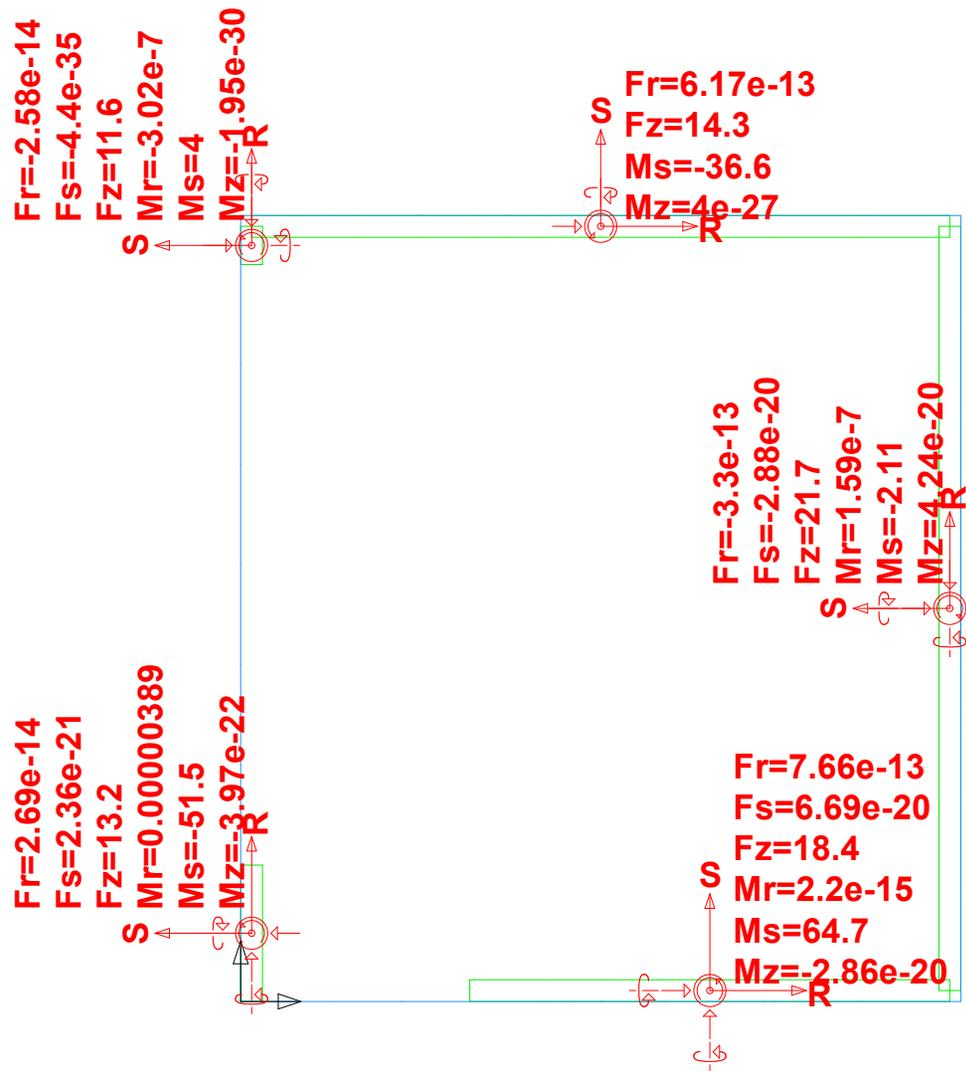 Fr=-2.58e-14
Fs=-4.4e-35
Fz=11.6
Mr=-3.02e-7
Ms=4
Mz=-1.95e-30
R
S
Fr=6.17e-13
Fz=14.3
Ms=-36.6
Mz=4e-27
S
R
Fr=-3.3e-13
Fs=-2.88e-20
Fz=21.7
Mr=1.59e-7
Ms=-2.11
Mz=4.24e-20
R
S
Fr=2.69e-14
Fs=2.36e-21
Fz=13.2
Mr=0.00000389
Ms=-51.5
Mz=-3.97e-22
R
S
Fr=7.66e-13
Fs=6.69e-20
Fz=18.4
Mr=2.2e-15
Ms=64.7
Mz=-2.86e-20
S
R